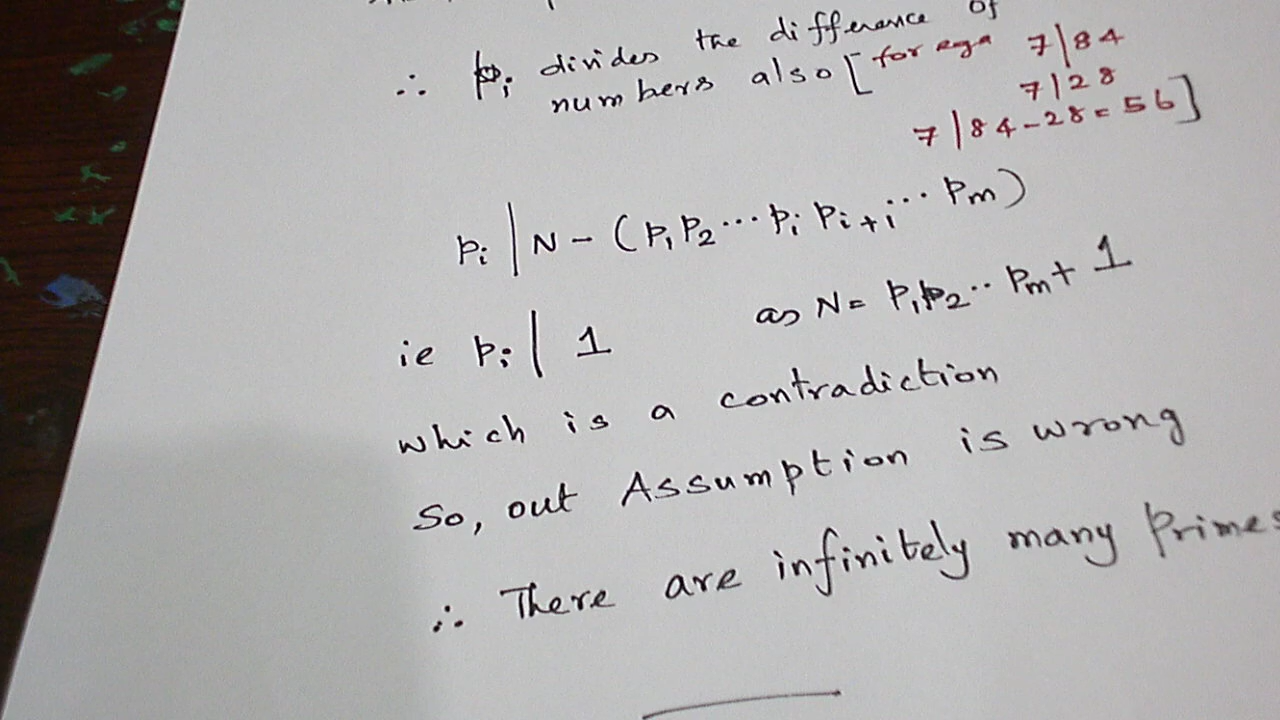 ∴ pi divides the difference of
numbers also [for ega 7|84
7|28
7|84-28=56]
pi | N - (p1p2...pi pi+1...pm)
ie pi | 1 as N = p1p2..pm+1
which is a contradiction
So, out Assumption is wrong
∴ There are infinitely many Primes